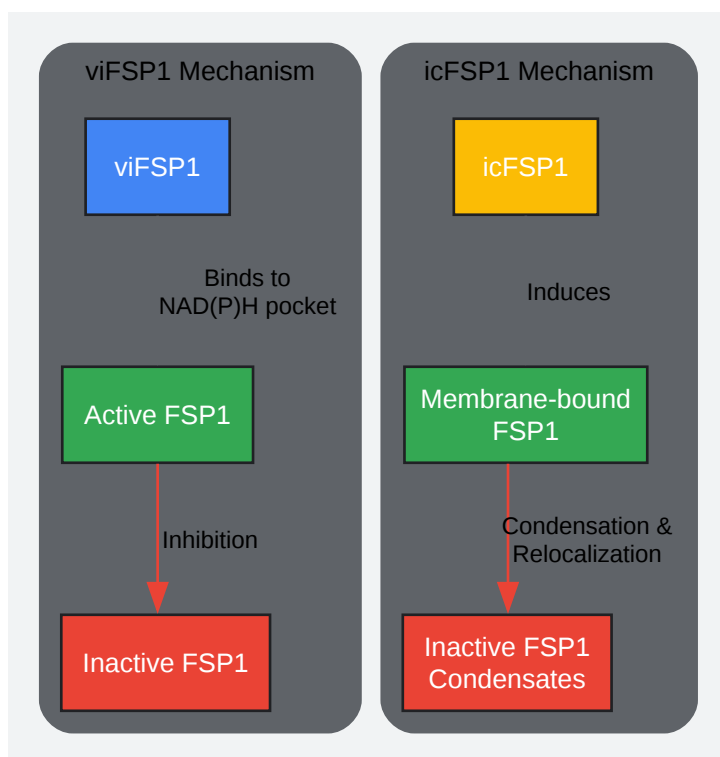 viFSP1 Mechanism
viFSP1
Binds to
NAD(P)H pocket
Active FSP1
Inhibition
Inactive FSP1
icFSP1 Mechanism
icFSP1
Induces
Membrane-bound
FSP1
Condensation &
Relocalization
Inactive FSP1
Condensates